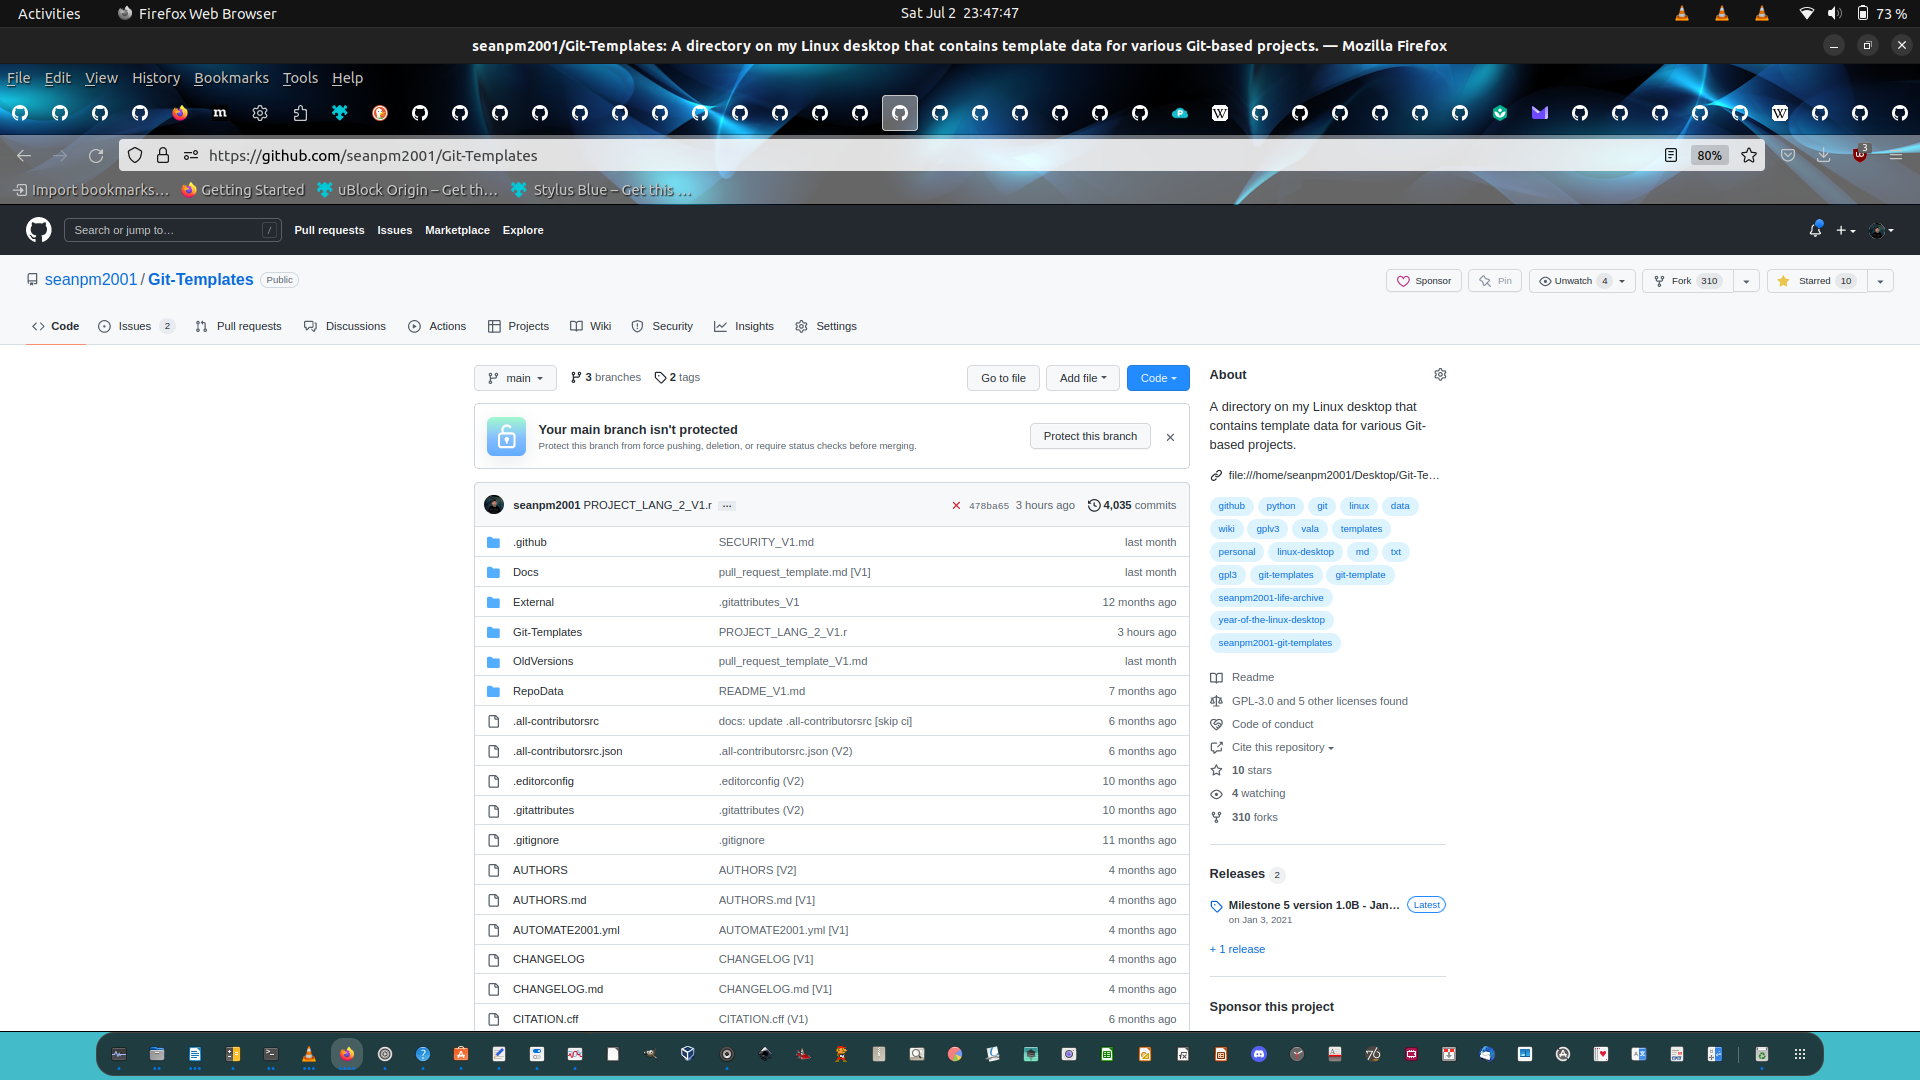 Activities Firefox Web Browser Sat Jul 2 23:47:47 73 %
seanpm2001/Git-Templates: A directory on my Linux desktop that contains template data for various Git-based projects. — Mozilla Firefox
File Edit View History Bookmarks Tools Help
https://github.com/seanpm2001/Git-Templates 80% 3
Import bookmarks… Getting Started uBlock Origin – Get th… Stylus Blue – Get this …
Search or jump to… / Pull requests Issues Marketplace Explore
seanpm2001 / Git-Templates Public Sponsor Pin Unwatch 4 Fork 310 Starred 10
Code Issues 2 Pull requests Discussions Actions Projects Wiki Security Insights Settings
main 3 branches 2 tags Go to file Add file Code
Your main branch isn't protected
Protect this branch from force pushing, deletion, or require status checks before merging.
Protect this branch
seanpm2001 PROJECT_LANG_2_V1.r ... 478ba65 3 hours ago 4,035 commits
.github SECURITY_V1.md last month
Docs pull_request_template.md [V1] last month
External .gitattributes_V1 12 months ago
Git-Templates PROJECT_LANG_2_V1.r 3 hours ago
OldVersions pull_request_template_V1.md last month
RepoData README_V1.md 7 months ago
.all-contributorsrc docs: update .all-contributorsrc [skip ci] 6 months ago
.all-contributorsrc.json .all-contributorsrc.json (V2) 6 months ago
.editorconfig .editorconfig (V2) 10 months ago
.gitattributes .gitattributes (V2) 10 months ago
.gitignore .gitignore 11 months ago
AUTHORS AUTHORS [V2] 4 months ago
AUTHORS.md AUTHORS.md [V1] 4 months ago
AUTOMATE2001.yml AUTOMATE2001.yml [V1] 4 months ago
CHANGELOG CHANGELOG [V1] 4 months ago
CHANGELOG.md CHANGELOG.md [V1] 4 months ago
CITATION.cff CITATION.cff (V1) 6 months ago
About
A directory on my Linux desktop that
contains template data for various Git-
based projects.
file:///home/seanpm2001/Desktop/Git-Te…
github python git linux data
wiki gplv3 vala templates
personal linux-desktop md txt
gpl3 git-templates git-template
seanpm2001-life-archive
year-of-the-linux-desktop
seanpm2001-git-templates
Readme
GPL-3.0 and 5 other licenses found
Code of conduct
Cite this repository
10 stars
4 watching
310 forks
Releases 2
Milestone 5 version 1.0B - Jan… Latest
on Jan 3, 2021
+ 1 release
Sponsor this project